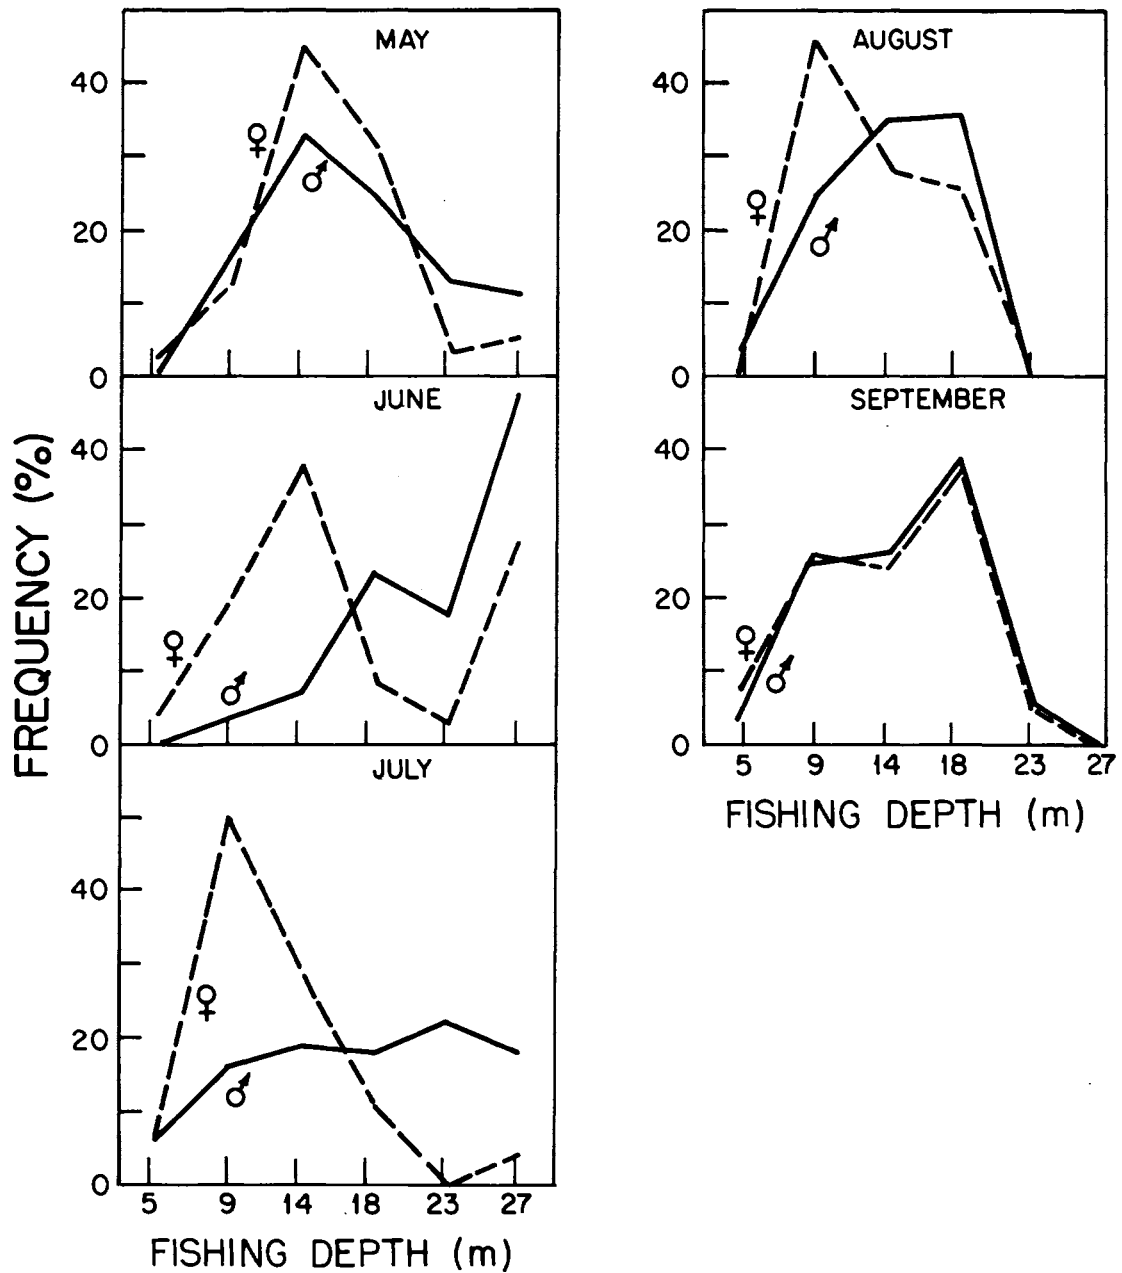 FREQUENCY (%)
MAY
40
♀
♂
20
0
JUNE
40
20
♀
♂
0
JULY
40
♀
20
♂
0
5 9 14 18 23 27
FISHING DEPTH (m)
AUGUST
40
♀
20
♂
0
SEPTEMBER
40
20
♀
♂
0
5 9 14 18 23 27
FISHING DEPTH (m)